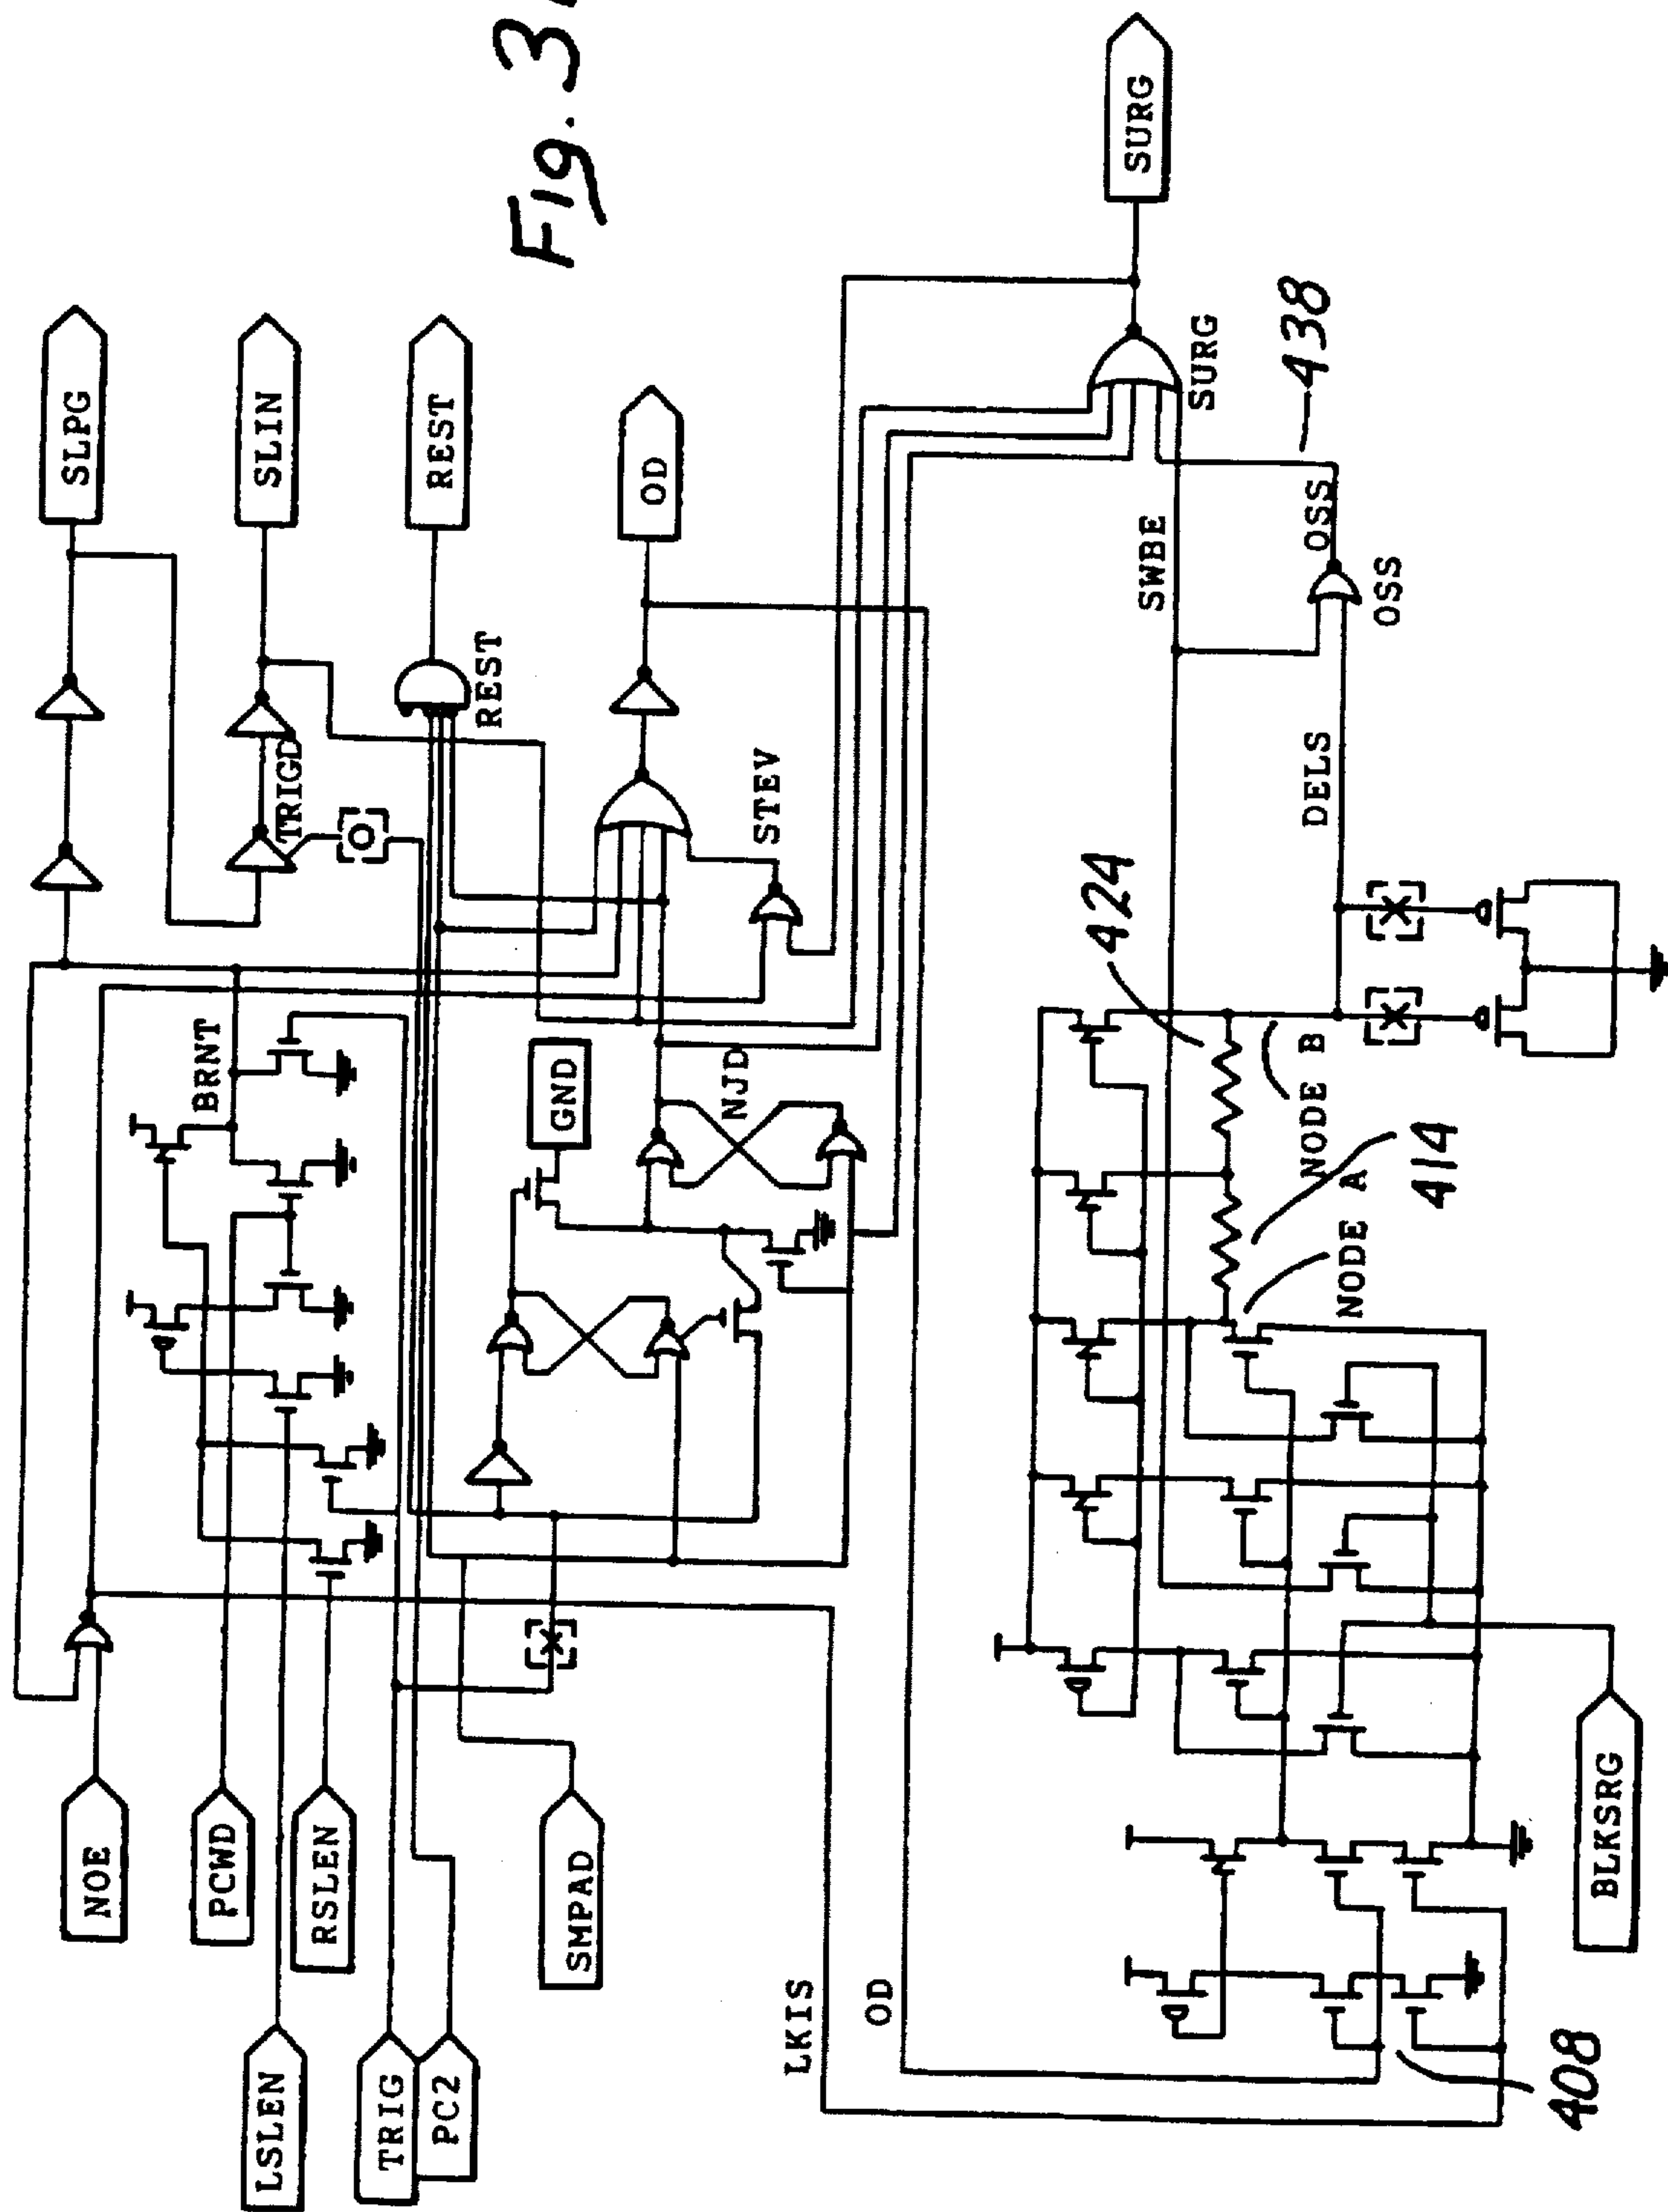 SLPG
SLIN
REST
OD
SURG
Fig. 3
TRIGD
REST
STEV
BRNT
GND
NJD
SWBE
SURG
438
OSS
OSS
DELS
424
NODE B
414
NODE A
NOE
PCWD
RSLEN
LSLEN
TRIG
PC2
SMPAD
LKIS
OD
BLKSRG
408